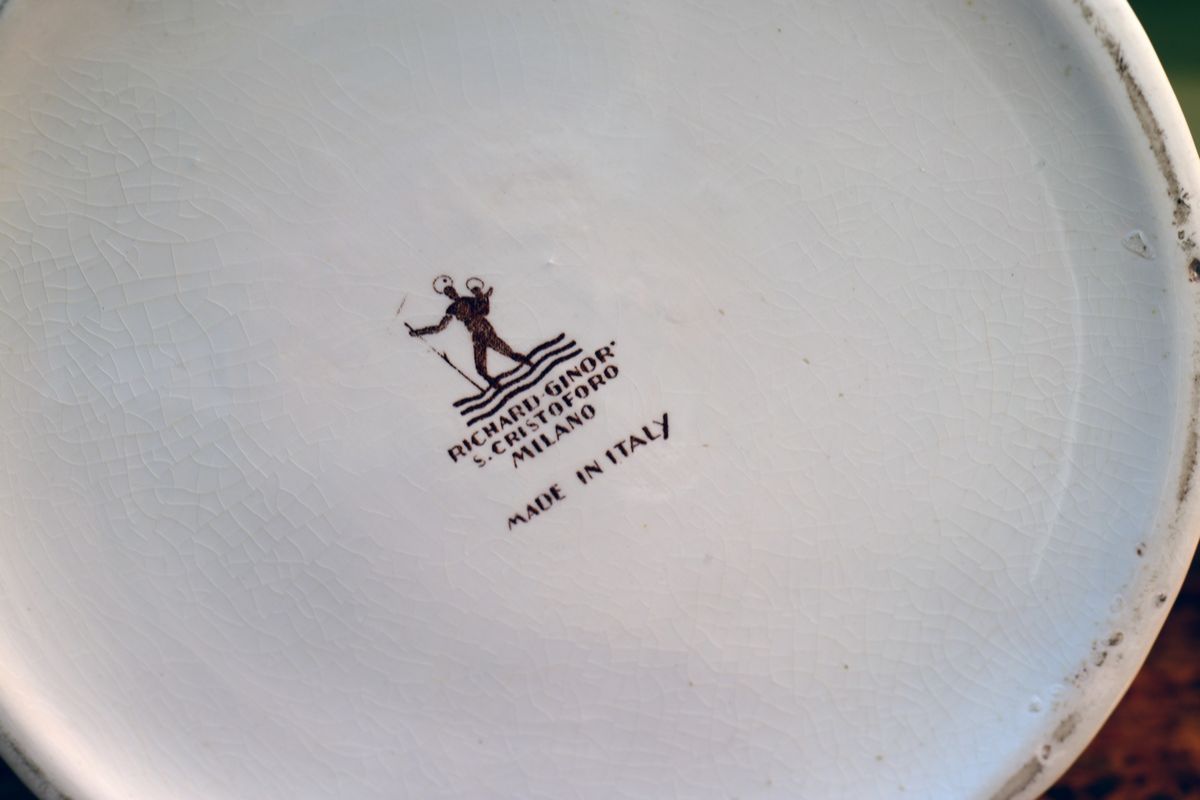 RICHARD-GINORI
S. CRISTOFORO
MILANO
MADE IN ITALY